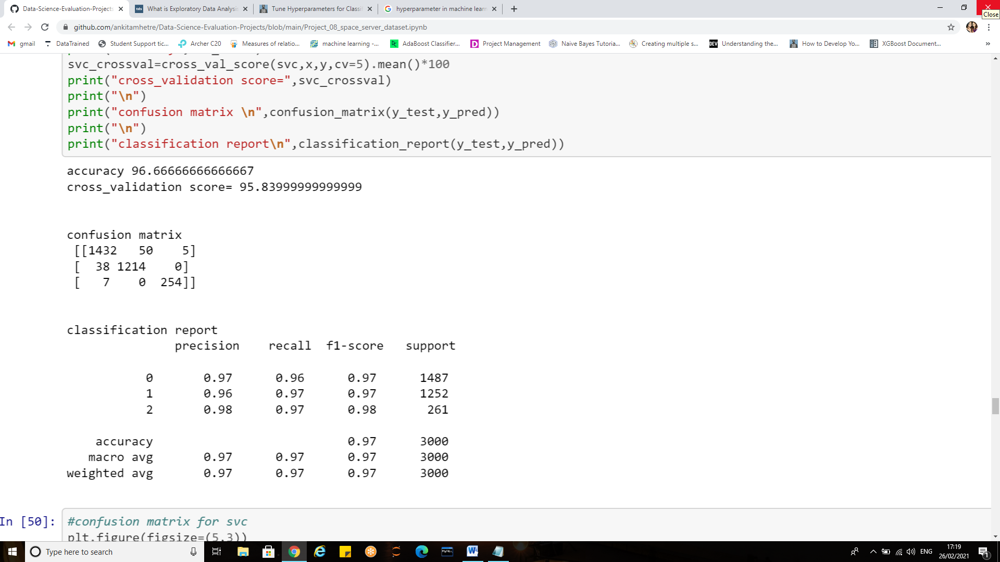 Data-Science-Evaluation-Projects
What is Exploratory Data Analysis
Tune Hyperparameters for Classif
hyperparameter in machine learn
Close
github.com/ankitamhetre/Data-Science-Evaluation-Projects/blob/main/Project_08_space_server_dataset.ipynb
gmail
DataTrained
Student Support tic...
Archer C20
Measures of relatio...
machine learning -...
AdaBoost Classifier...
Project Management
Naive Bayes Tutoria...
Creating multiple s...
DEV Understanding the...
How to Develop Yo...
XGBoost Document...
svc_crossval=cross_val_score(svc,x,y,cv=5).mean()*100
print("cross_validation score=",svc_crossval)
print("\n")
print("confusion matrix \n",confusion_matrix(y_test,y_pred))
print("\n")
print("classification report\n",classification_report(y_test,y_pred))
accuracy 96.66666666666667
cross_validation score= 95.83999999999999
confusion matrix
[[1432 50 5]
[ 38 1214 0]
[ 7 0 254]]
classification report
precision recall f1-score support
0 0.97 0.96 0.97 1487
1 0.96 0.97 0.97 1252
2 0.98 0.97 0.98 261
accuracy 0.97 3000
macro avg 0.97 0.97 0.97 3000
weighted avg 0.97 0.97 0.97 3000
In [50]: #confusion matrix for svc
plt.figure(figsize=(5,3))
Type here to search
ENG
17:19
26/02/2021
1